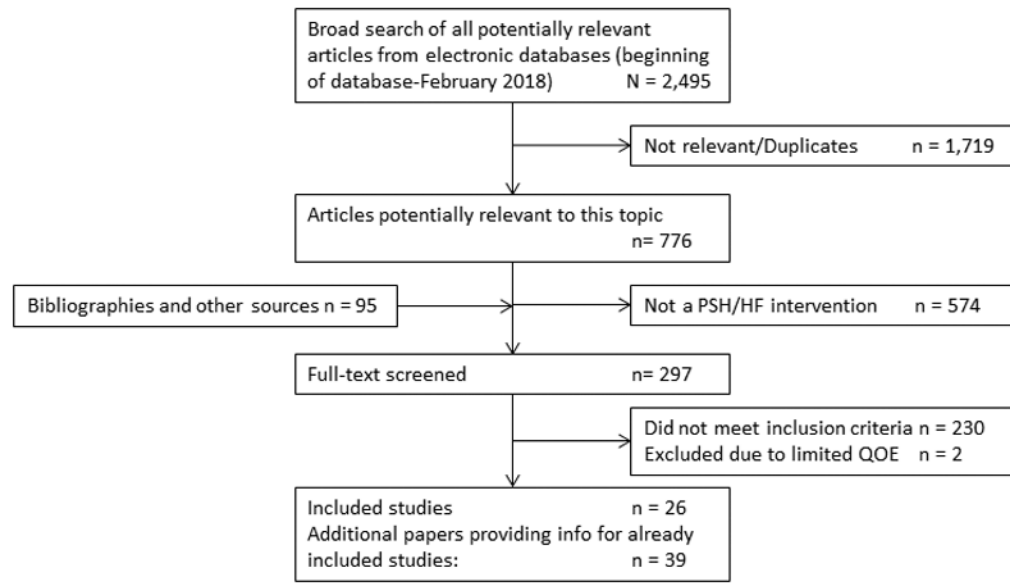 Broad search of all potentially relevant
articles from electronic databases (beginning
of database-February 2018) N = 2,495
Not relevant/Duplicates n = 1,719
Articles potentially relevant to this topic
n= 776
Bibliographies and other sources n = 95
Not a PSH/HF intervention n = 574
Full-text screened n= 297
Did not meet inclusion criteria n = 230
Excluded due to limited QOE n = 2
Included studies n = 26
Additional papers providing info for already
included studies: n = 39